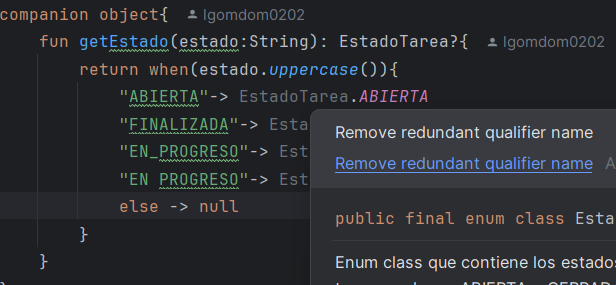 companion object{ lgomdom0202
fun getEstado(estado:String): EstadoTarea?{ lgomdom0202
return when(estado.uppercase()){
"ABIERTA"-> EstadoTarea.ABIERTA
"FINALIZADA"-> Esta
"EN_PROGRESO"-> Est
"EN PROGRESO"-> Est
else -> null
}
}
Remove redundant qualifier name
Remove redundant qualifier name A
public final enum class Esta
Enum class que contiene los estados